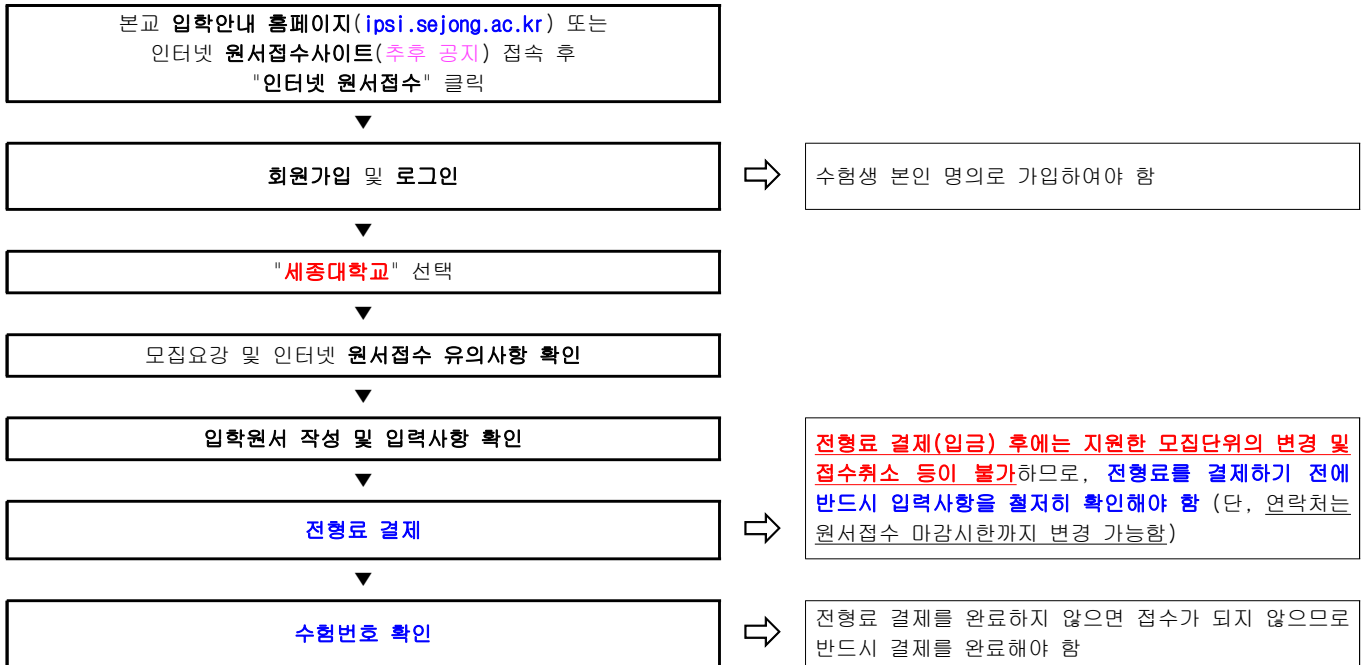 본교 입학안내 홈페이지(ipsi.sejong.ac.kr) 또는
인터넷 원서접수사이트(추후 공지) 접속 후
"인터넷 원서접수" 클릭
▼
회원가입 및 로그인
수험생 본인 명의로 가입하여야 함
▼
"세종대학교" 선택
▼
모집요강 및 인터넷 원서접수 유의사항 확인
▼
입학원서 작성 및 입력사항 확인
▼
전형료 결제
전형료 결제(입금) 후에는 지원한 모집단위의 변경 및
접수취소 등이 불가하므로, 전형료를 결제하기 전에
반드시 입력사항을 철저히 확인해야 함 (단, 연락처는
원서접수 마감시한까지 변경 가능함)
▼
수험번호 확인
전형료 결제를 완료하지 않으면 접수가 되지 않으므로
반드시 결제를 완료해야 함